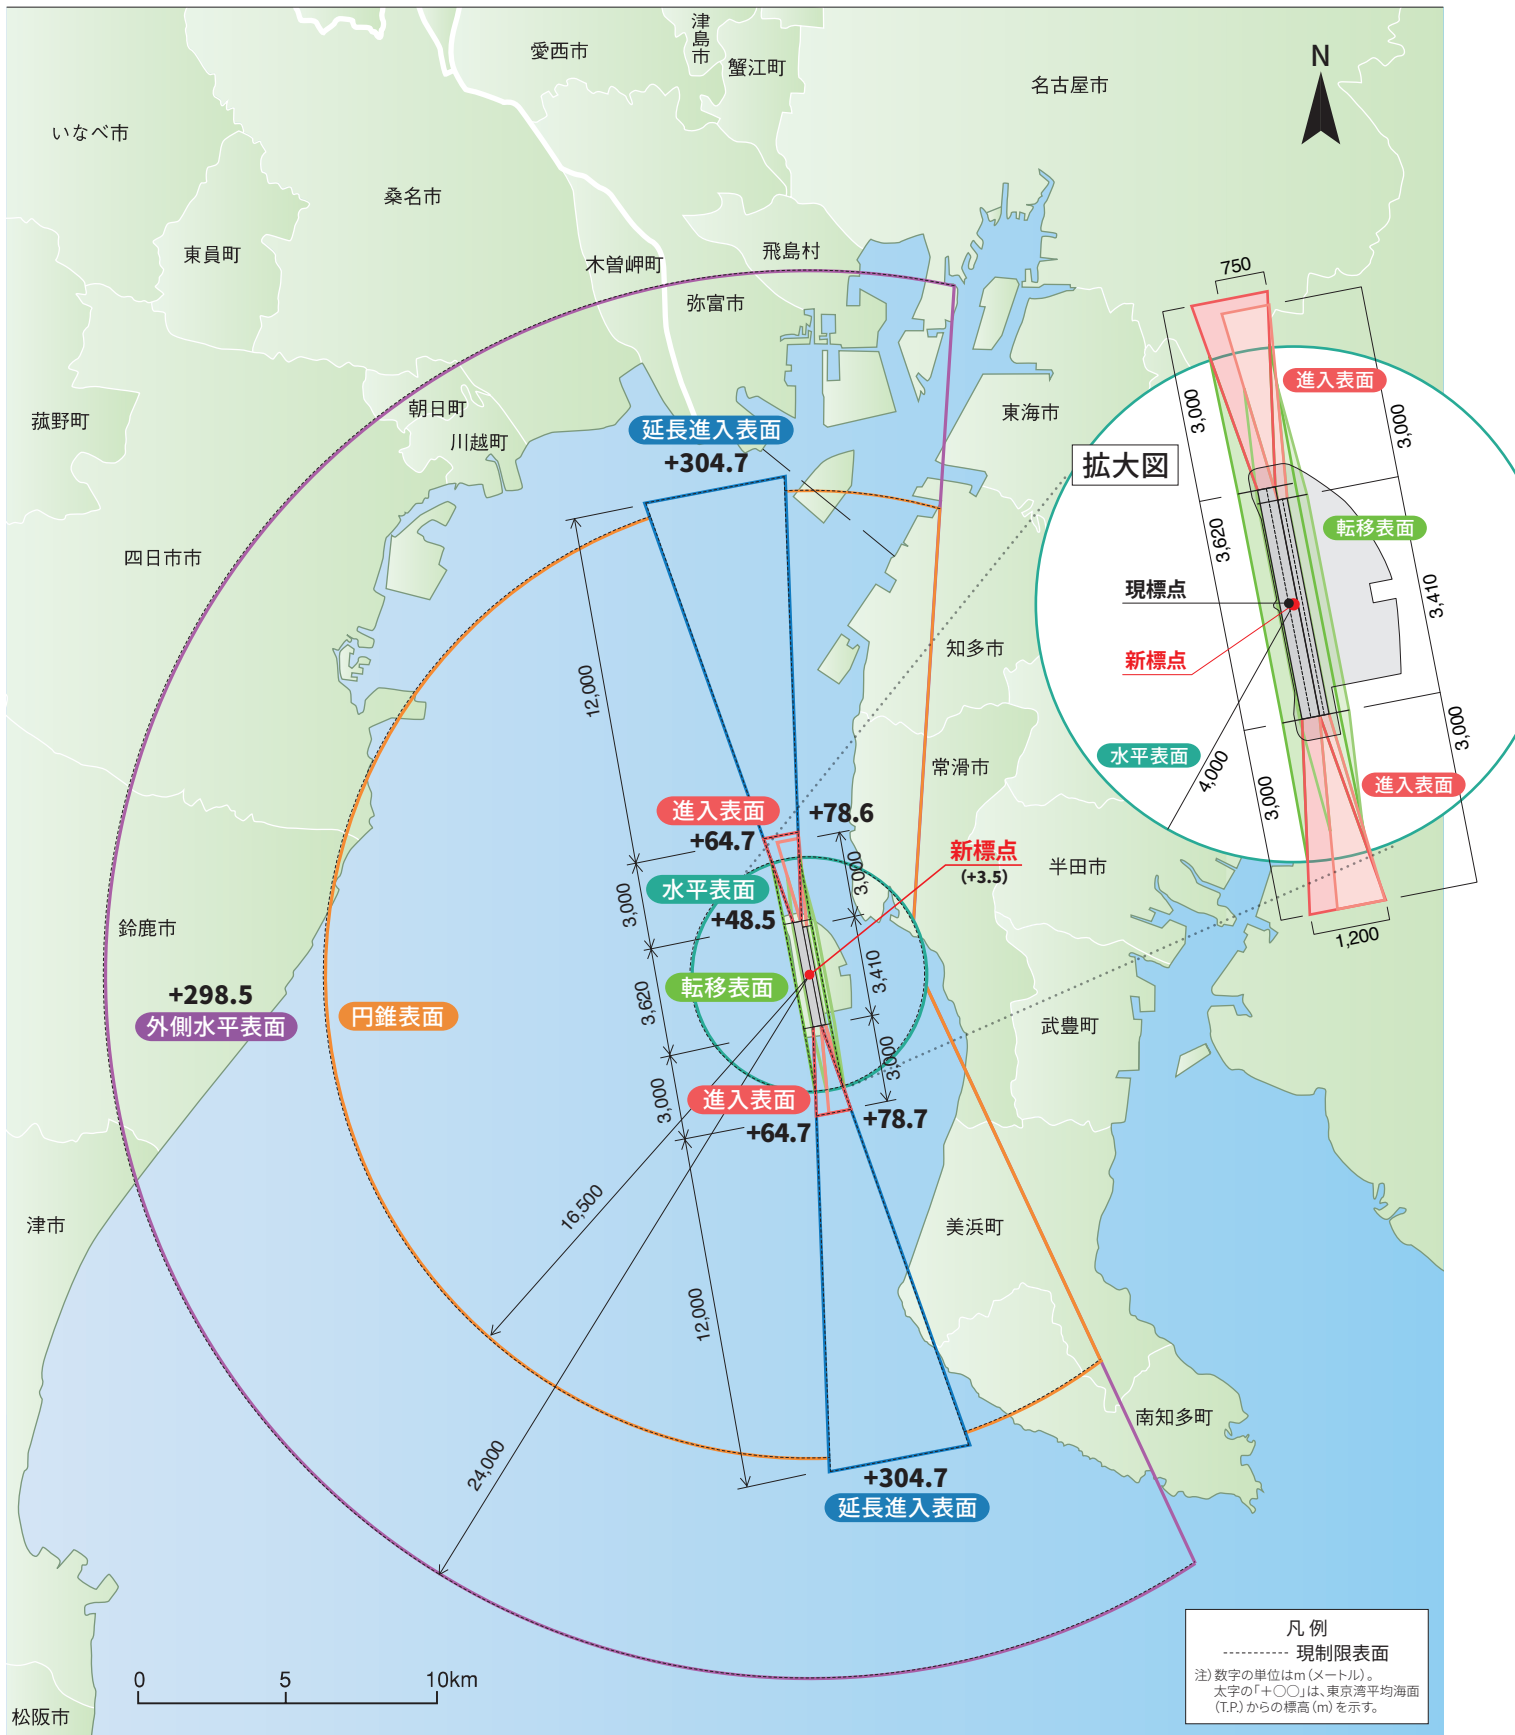 津島市
愛西市
蟹江町
名古屋市
N
いなべ市
桑名市
東員町
木曽岬町
飛島村
弥富市
750
進入表面
3,000
3,000
菰野町
朝日町
川越町
延長進入表面
+304.7
東海市
拡大図
四日市市
3,620
転移表面
現標点
3,410
新標点
知多市
12,000
水平表面
4,000
3,000
3,000
進入表面
常滑市
進入表面
+64.7
+78.6
新標点
(+3.5)
半田市
水平表面
+48.5
3,000
3,000
鈴鹿市
1,200
+298.5
外側水平表面
円錐表面
転移表面
3,620
3,410
武豊町
進入表面
+64.7
3,000
3,000
+78.7
16,500
津市
美浜町
12,000
南知多町
24,000
+304.7
延長進入表面
凡例
現制限表面
注)数字の単位はm(メートル)。
太字の「+〇〇」は、東京湾平均海面
(T.P.)からの標高(m)を示す。
0 5 10km
松阪市